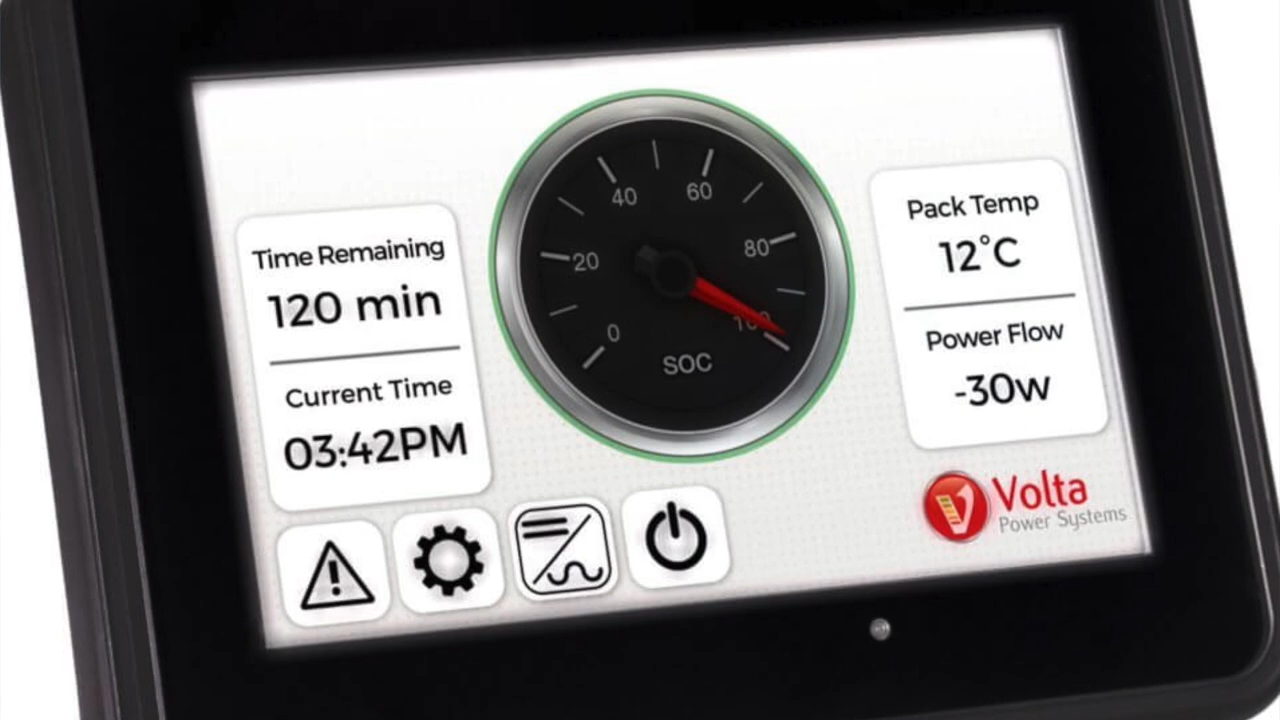 Time Remaining
120 min
Current Time
03:42PM
0
20
40
60
80
100
SOC
Pack Temp
12°C
Power Flow
-30w
Volta
Power Systems